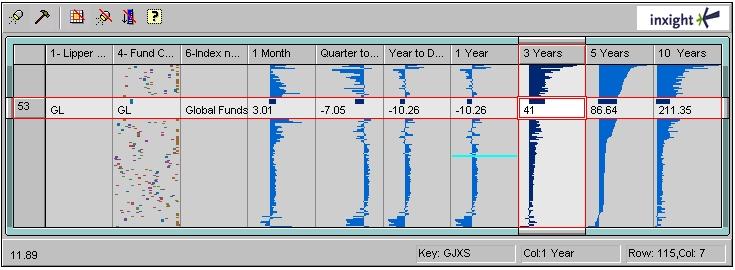 inxight
1- Lipper ... 4- Fund C... 6-Index n... 1 Month Quarter to... Year to D... 1 Year 3 Years 5 Years 10 Years
53 GL GL Global Funds 3.01 -7.05 -10.26 -10.26 41 86.64 211.35
11.89 Key: GJXS Col:1 Year Row: 115,Col: 7